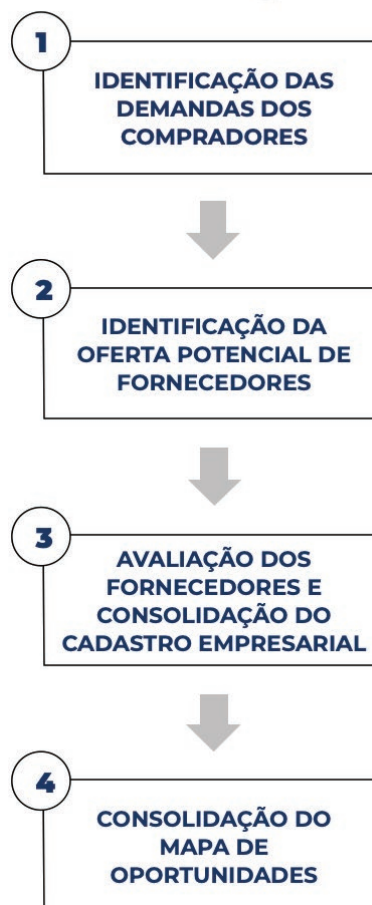 1
IDENTIFICAÇÃO DAS
DEMANDAS DOS
COMPRADORES
2
IDENTIFICAÇÃO DA
OFERTA POTENCIAL DE
FORNECEDORES
3
AVALIAÇÃO DOS
FORNECEDORES E
CONSOLIDAÇÃO DO
CADASTRO EMPRESARIAL
4
CONSOLIDAÇÃO DO
MAPA DE
OPORTUNIDADES